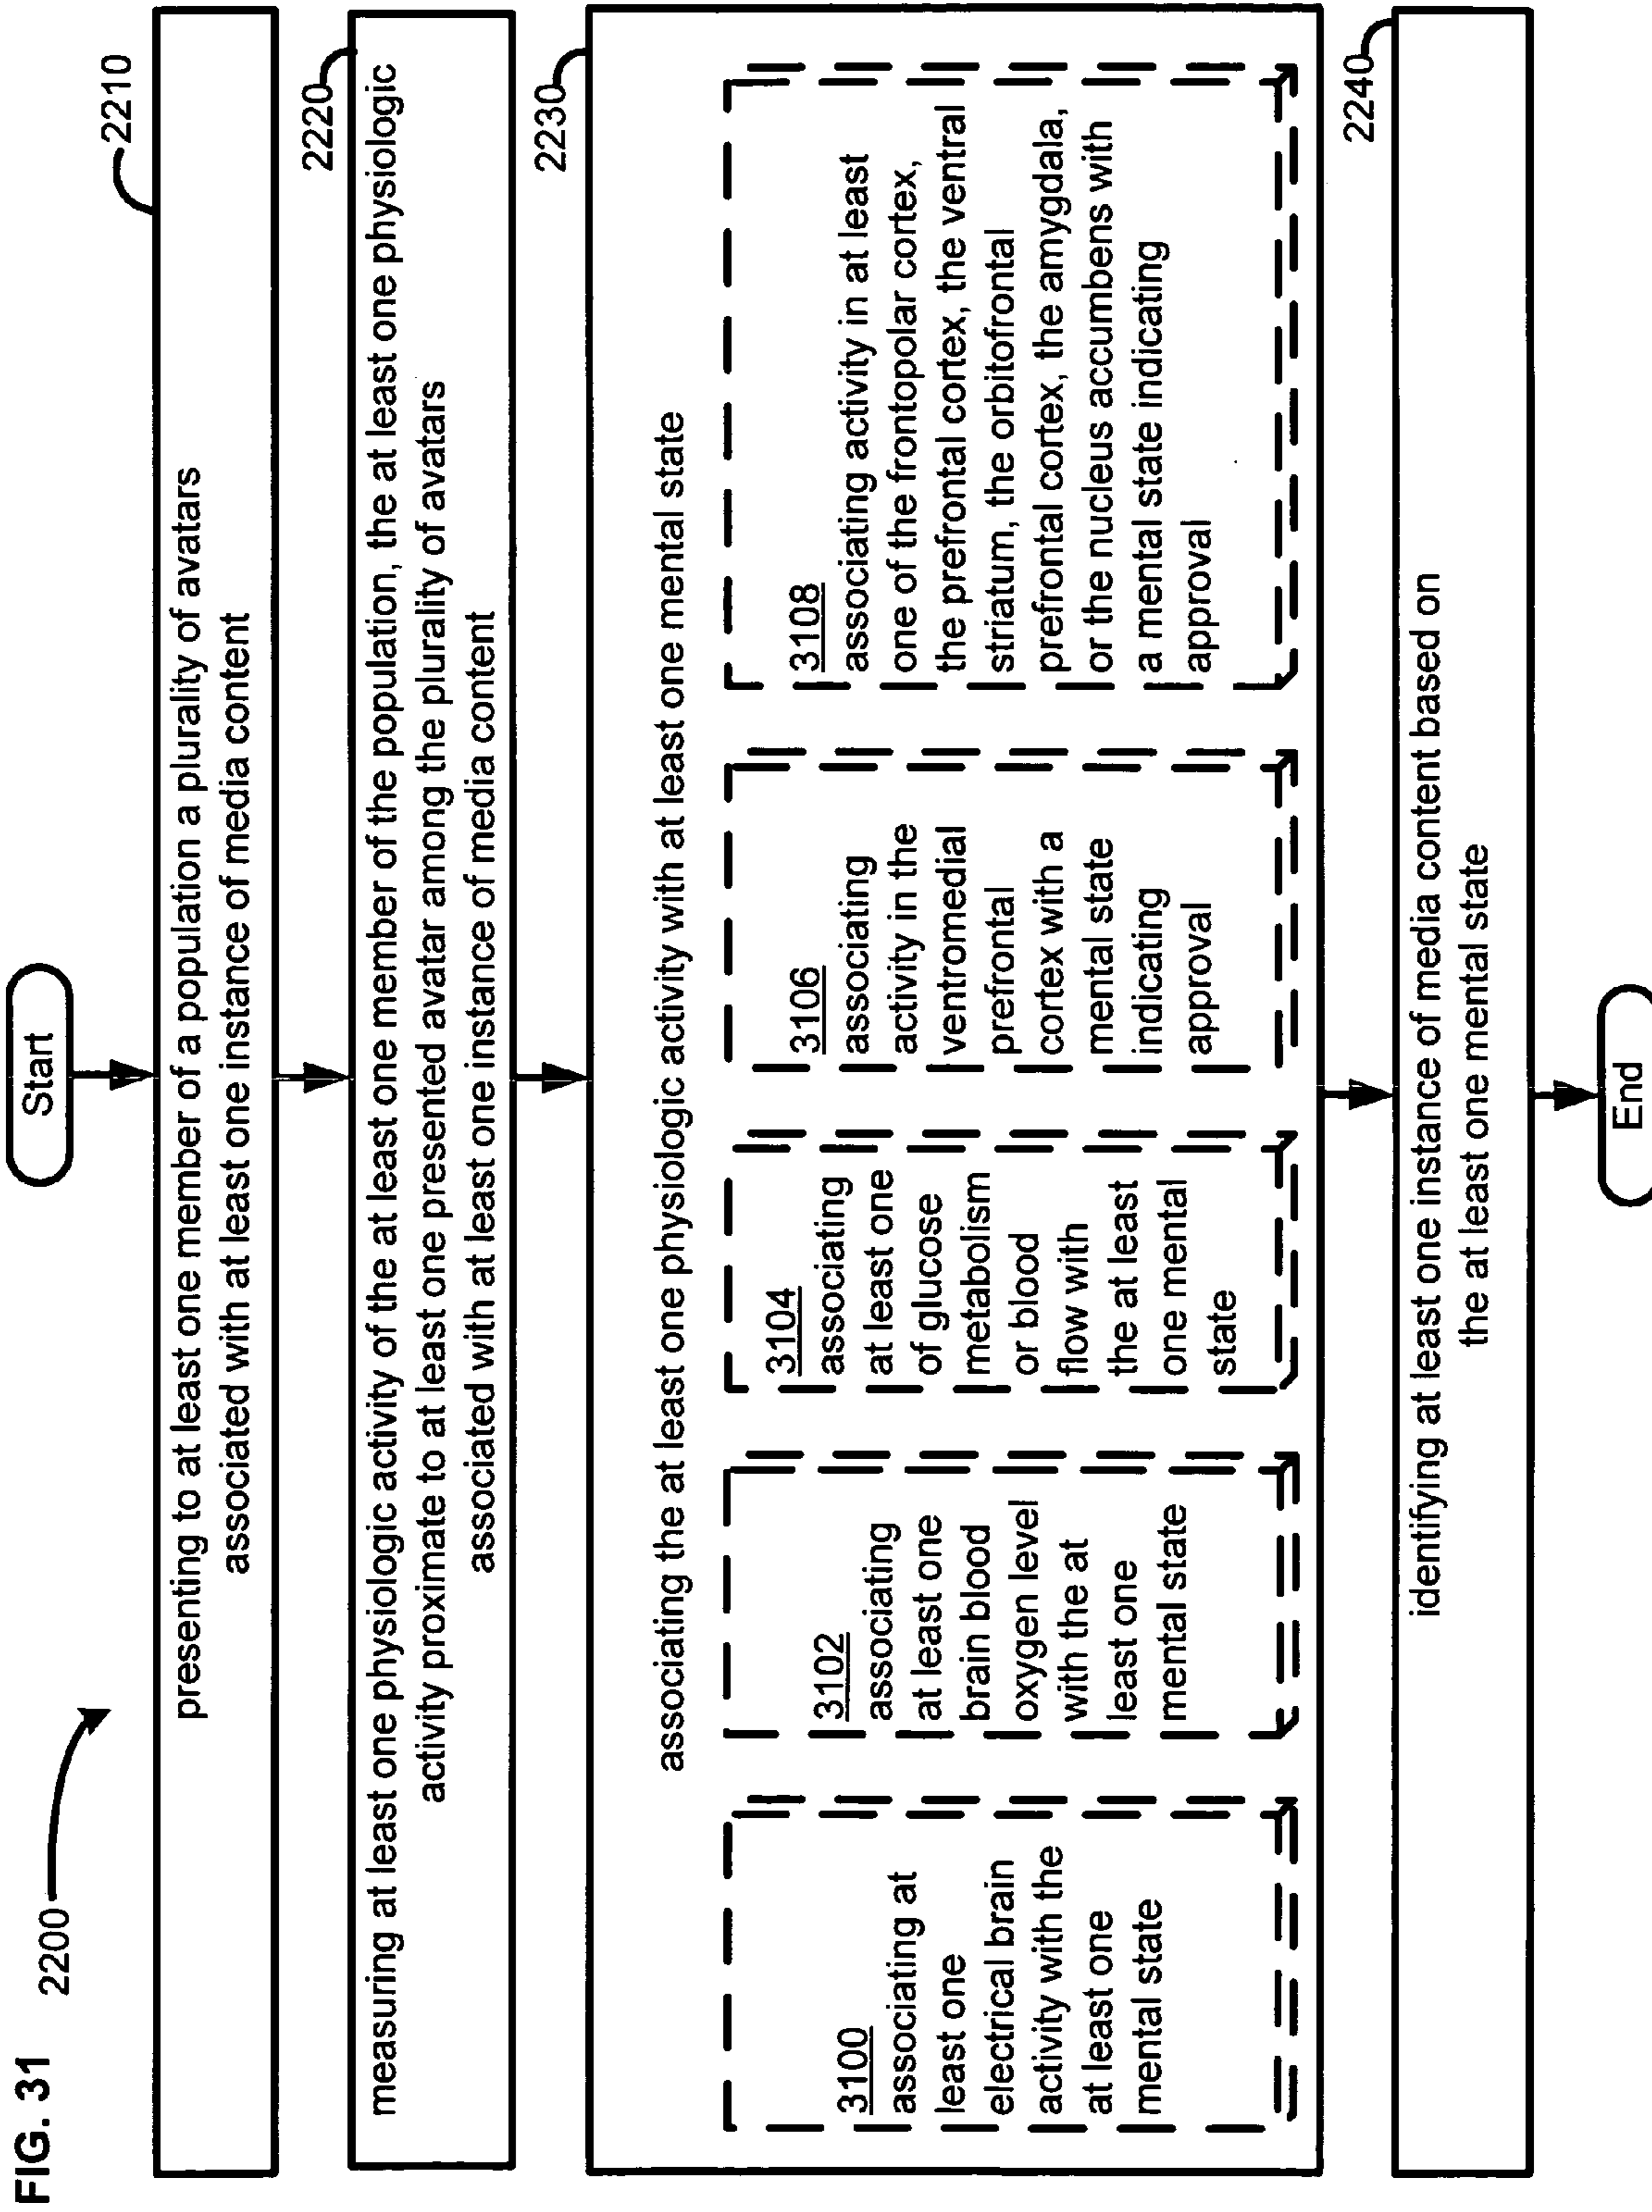 FIG. 31
2200
Start
2210
presenting to at least one member of a population a plurality of avatars
associated with at least one instance of media content
2220
measuring at least one physiologic activity of the at least one member of the population, the at least one physiologic
activity proximate to at least one presented avatar among the plurality of avatars
associated with at least one instance of media content
2230
associating the at least one physiologic activity with at least one mental state
3100
associating at
least one
electrical brain
activity with the
at least one
mental state
3102
associating
at least one
brain blood
oxygen level
with the at
least one
mental state
3104
associating
at least one
of glucose
metabolism
or blood
flow with
the at least
one mental
state
3106
associating
activity in the
ventromedial
prefrontal
cortex with a
mental state
indicating
approval
3108
associating activity in at least
one of the frontopolar cortex,
the prefrontal cortex, the ventral
striatum, the orbitofrontal
prefrontal cortex, the amygdala,
or the nucleus accumbens with
a mental state indicating
approval
2240
identifying at least one instance of media content based on
the at least one mental state
End